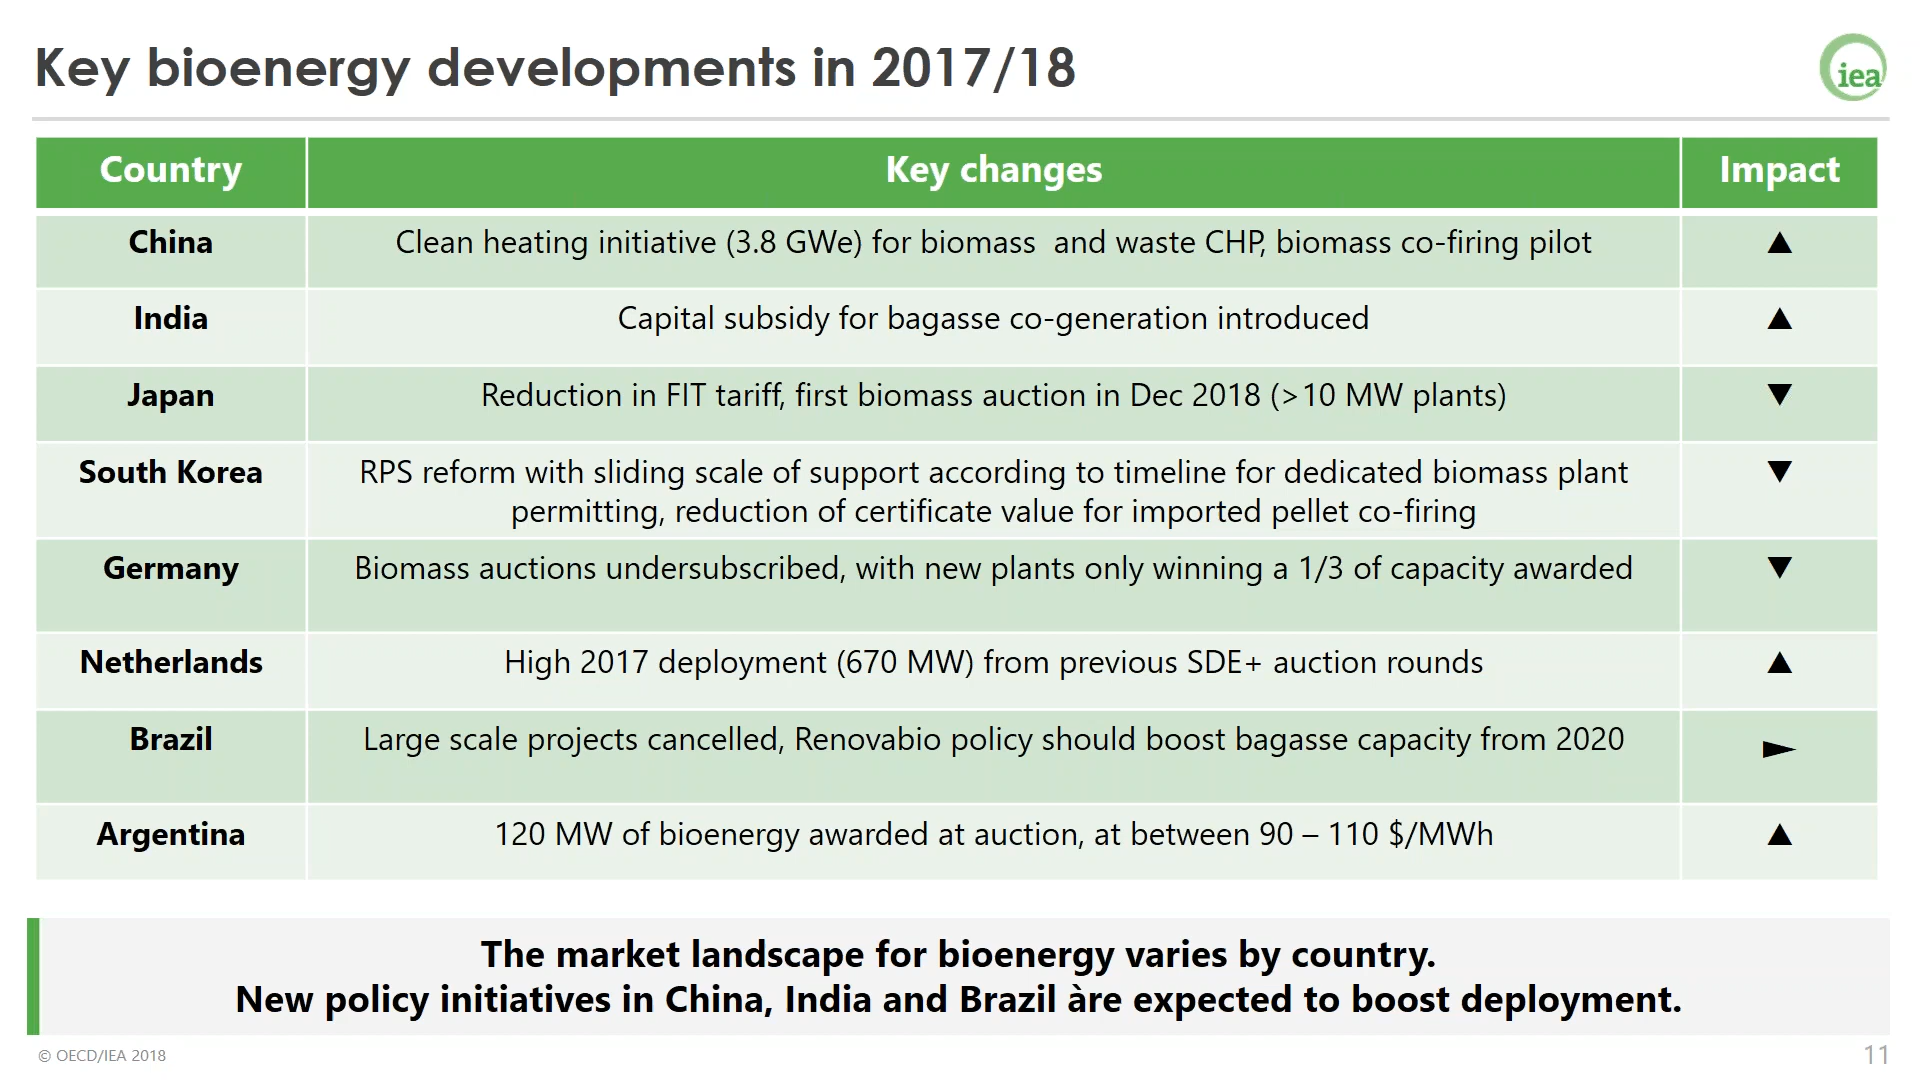 Key bioenergy developments in 2017/18
iea
Country Key changes Impact
China Clean heating initiative (3.8 GWe) for biomass  and waste CHP, biomass co-firing pilot ▲
India Capital subsidy for bagasse co-generation introduced ▲
Japan Reduction in FIT tariff, first biomass auction in Dec 2018 (>10 MW plants) ▼
South Korea RPS reform with sliding scale of support according to timeline for dedicated biomass plant ▼
permitting, reduction of certificate value for imported pellet co-firing
Germany Biomass auctions undersubscribed, with new plants only winning a 1/3 of capacity awarded ▼
Netherlands High 2017 deployment (670 MW) from previous SDE+ auction rounds ▲
Brazil Large scale projects cancelled, Renovabio policy should boost bagasse capacity from 2020 ►
Argentina 120 MW of bioenergy awarded at auction, at between 90 – 110 $/MWh ▲
The market landscape for bioenergy varies by country.
New policy initiatives in China, India and Brazil àre expected to boost deployment.
© OECD/IEA 2018
11